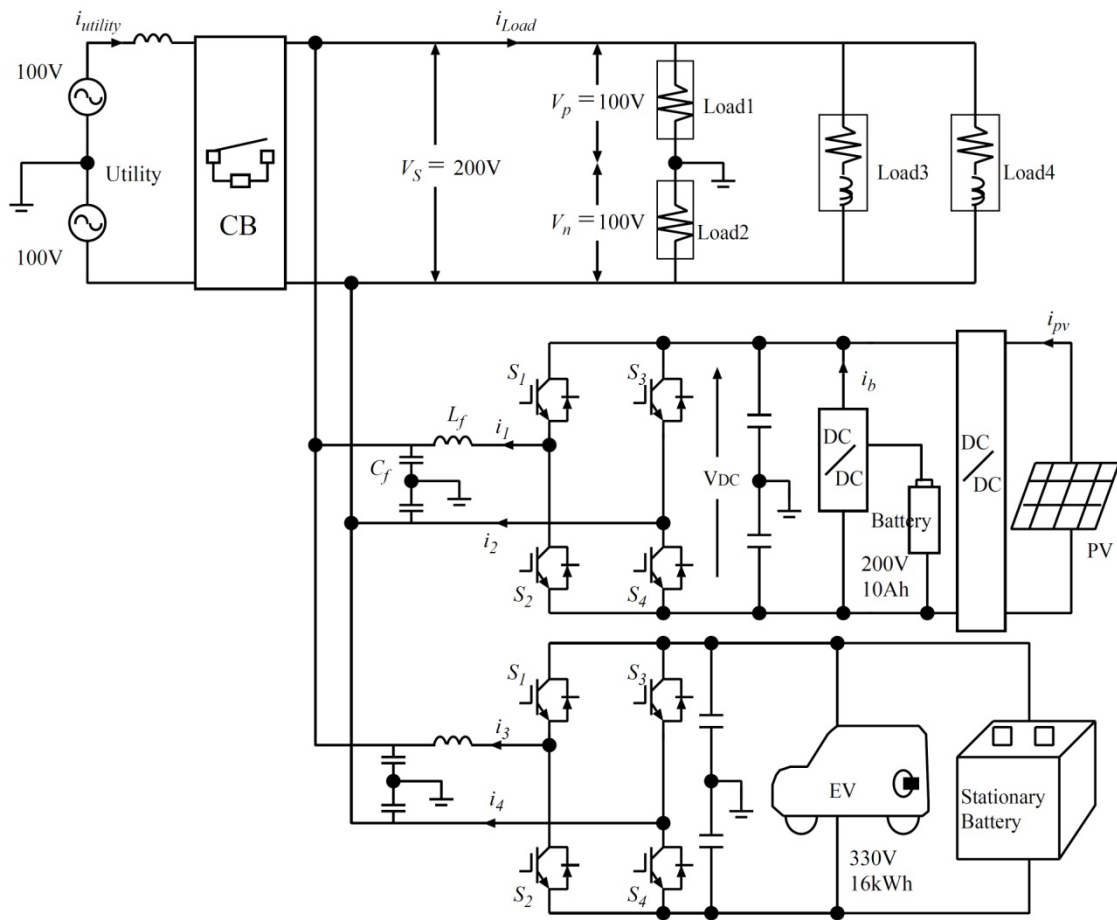 i_utility
i_Load
100V
Utility
100V
CB
V_S = 200V
V_p = 100V
V_n = 100V
Load1
Load2
Load3
Load4
S_1
S_3
L_f
i_1
C_f
i_2
S_2
S_4
VDC
i_b
DC
DC
Battery
200V
10Ah
DC
DC
i_pv
PV
S_1
S_3
i_3
i_4
S_2
S_4
EV
330V
16kWh
Stationary
Battery